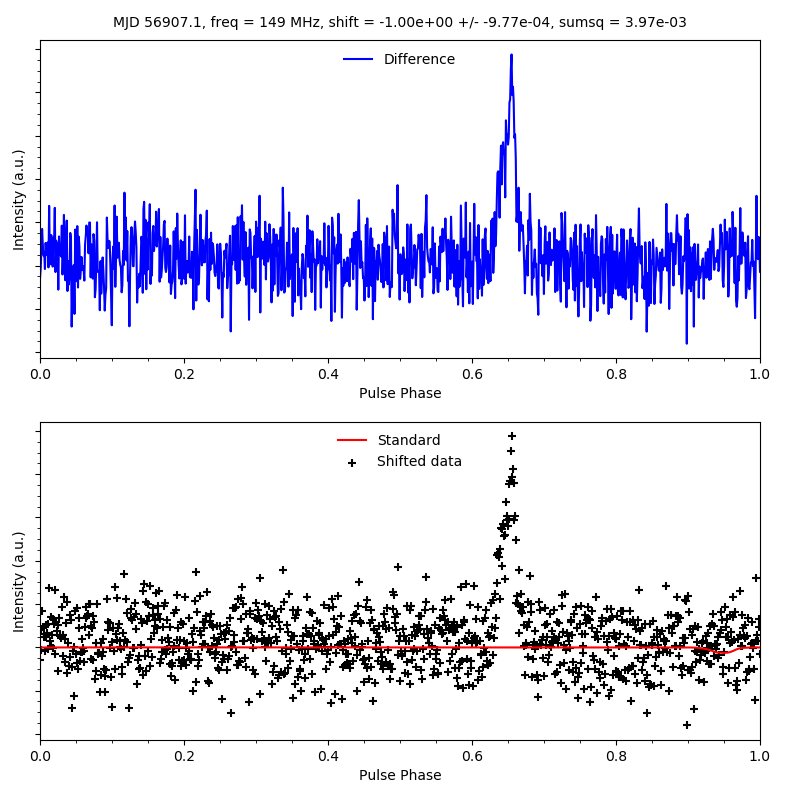 MJD 56907.1, freq = 149 MHz, shift = -1.00e+00 +/- -9.77e-04, sumsq = 3.97e-03
Difference
Intensity (a.u.)
0.0 0.2 0.4 0.6 0.8 1.0
Pulse Phase
Standard
Shifted data
Intensity (a.u.)
0.0 0.2 0.4 0.6 0.8 1.0
Pulse Phase